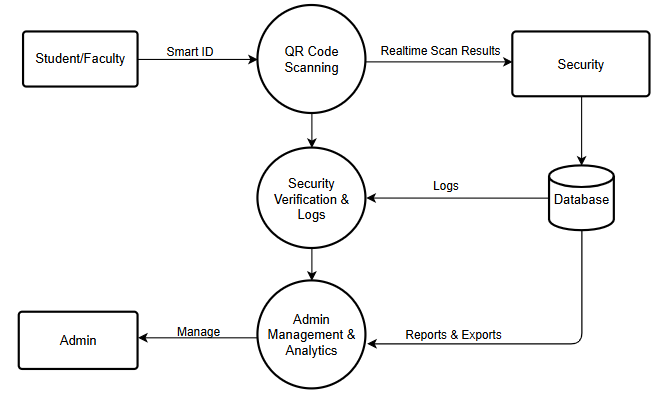 Student/Faculty
Smart ID
QR Code
Scanning
Realtime Scan Results
Security
Security
Verification &
Logs
Logs
Database
Admin
Manage
Admin
Management &
Analytics
Reports & Exports